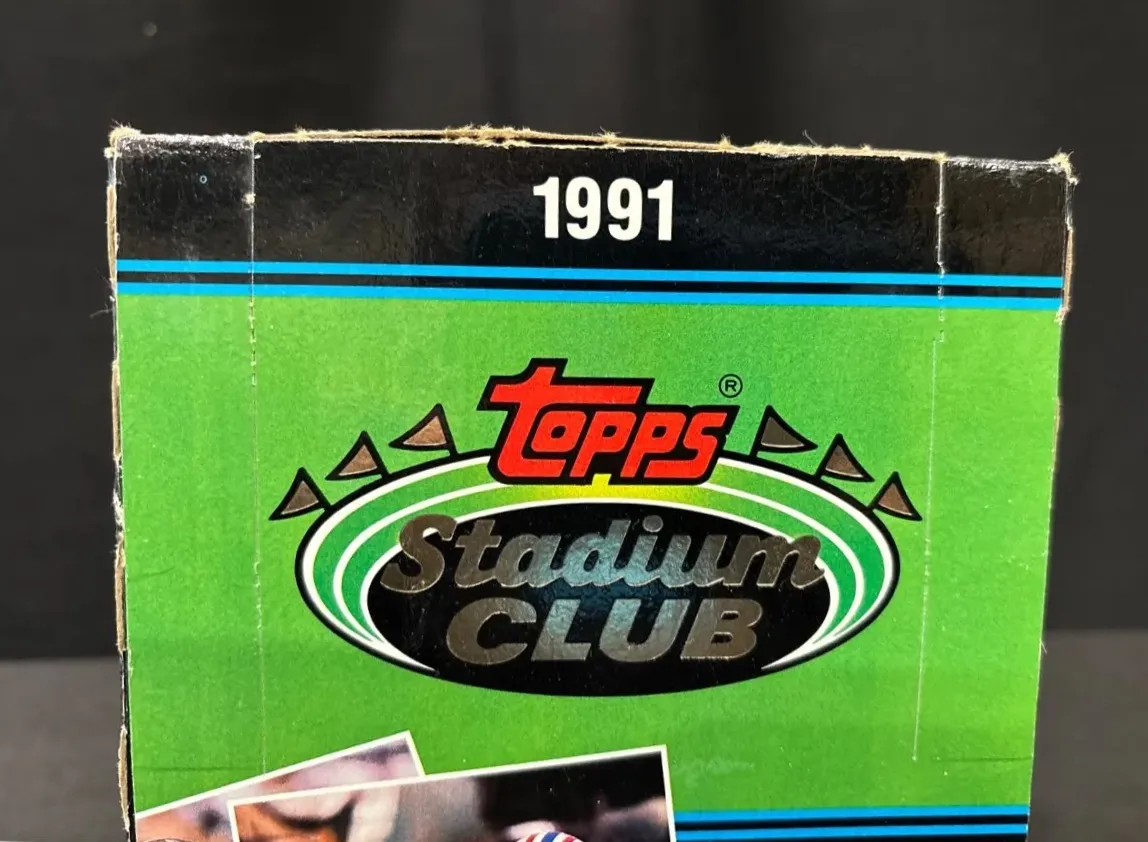 1991
Topps ®
Stadium
CLUB